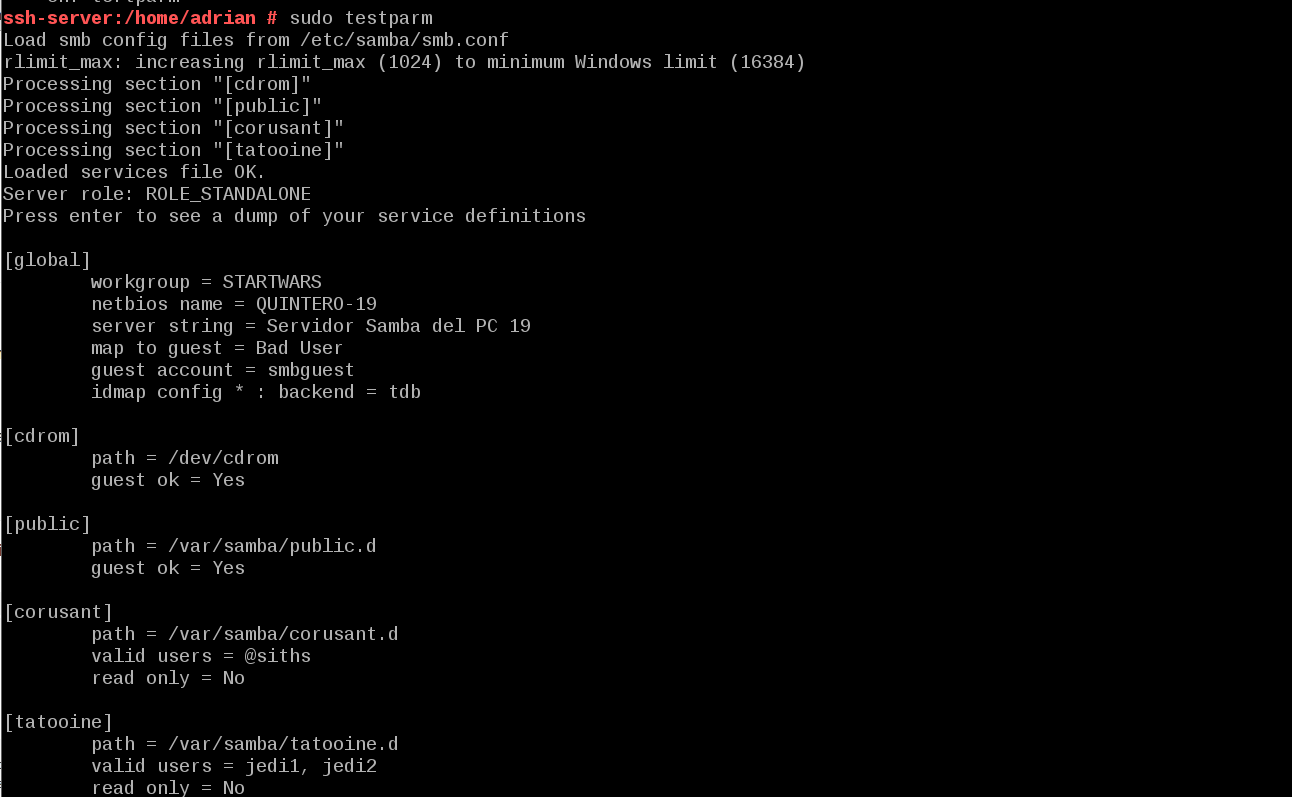 ssh-server:/home/adrian # sudo testparm
Load smb config files from /etc/samba/smb.conf
rlimit_max: increasing rlimit_max (1024) to minimum Windows limit (16384)
Processing section "[cdrom]"
Processing section "[public]"
Processing section "[corusant]"
Processing section "[tatooine]"
Loaded services file OK.
Server role: ROLE_STANDALONE
Press enter to see a dump of your service definitions
[global]
workgroup = STARTWARS
netbios name = QUINTERO-19
server string = Servidor Samba del PC 19
map to guest = Bad User
guest account = smbguest
idmap config * : backend = tdb
[cdrom]
path = /dev/cdrom
guest ok = Yes
[public]
path = /var/samba/public.d
guest ok = Yes
[corusant]
path = /var/samba/corusant.d
valid users = @siths
read only = No
[tatooine]
path = /var/samba/tatooine.d
valid users = jedi1, jedi2
read only = No